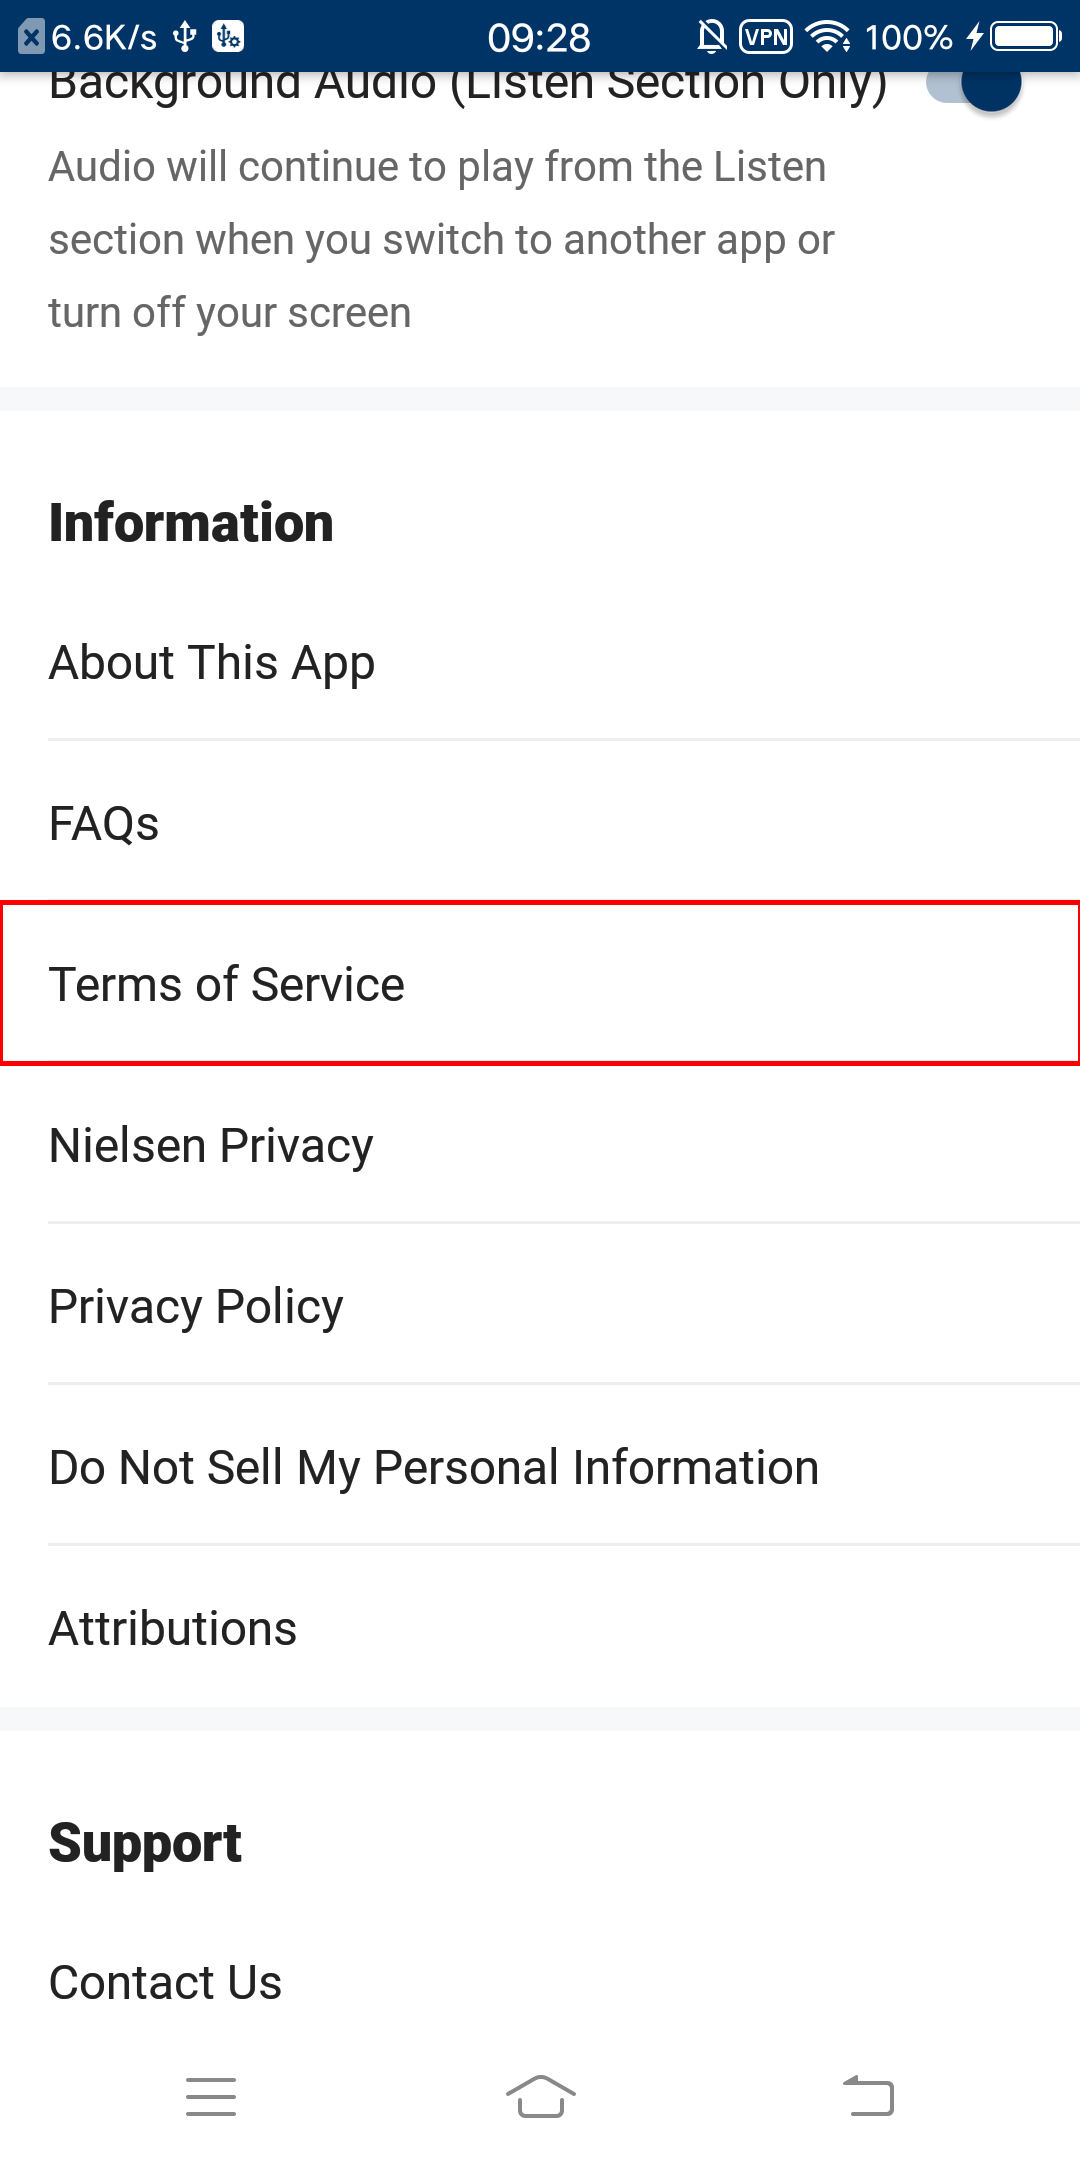 6.6K/s 09:28 VPN 100%
Background Audio (Listen Section Only)
Audio will continue to play from the Listen
section when you switch to another app or
turn off your screen
Information
About This App
FAQs
Terms of Service
Nielsen Privacy
Privacy Policy
Do Not Sell My Personal Information
Attributions
Support
Contact Us